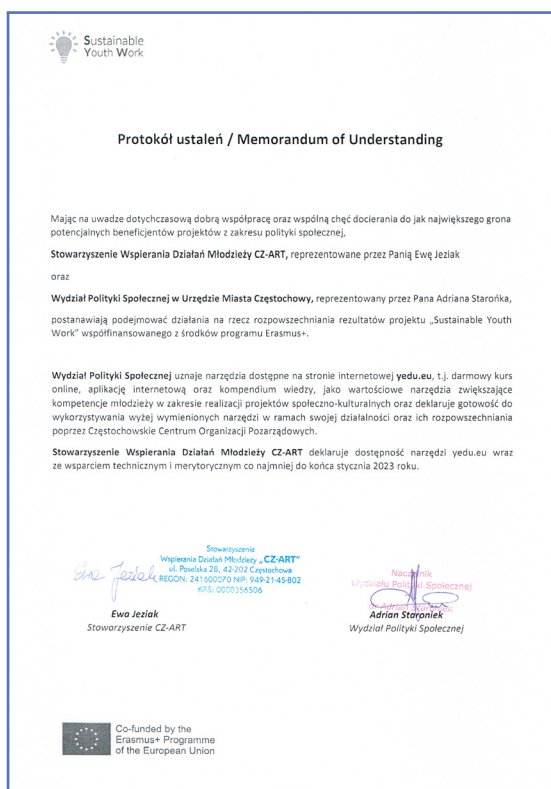 Sustainable
Youth Work
Protokół ustaleń / Memorandum of Understanding
Mając na uwadze dotychczasową dobrą współpracę oraz wspólną chęć docierania do jak największego grona
potencjalnych beneficjentów projektów z zakresu polityki społecznej,
Stowarzyszenie Wspierania Działań Młodzieży CZ-ART, reprezentowane przez Panią Ewę Jeziak
oraz
Wydział Polityki Społecznej w Urzędzie Miasta Częstochowy, reprezentowany przez Pana Adriana Starońka,
postanawiają podejmować działania na rzecz rozpowszechniania rezultatów projektu „Sustainable Youth
Work” współfinansowanego z środków programu Erasmus+.
Wydział Polityki Społecznej uznaje narzędzia dostępne na stronie internetowej yedu.eu, t.j. darmowy kurs
online, aplikację internetową oraz kompendium wiedzy, jako wartościowe narzędzia zwiększające
kompetencje młodzieży w zakresie realizacji projektów społeczno-kulturalnych oraz deklaruje gotowość do
wykorzystywania wyżej wymienionych narzędzi w ramach swojej działalności oraz ich rozpowszechniania
poprzez Częstochowskie Centrum Organizacji Pozarządowych.
Stowarzyszenie Wspierania Działań Młodzieży CZ-ART deklaruje dostępność narzędzi yedu.eu wraz
ze wsparciem technicznym i merytorycznym co najmniej do końca stycznia 2023 roku.
Stowarzyszenie
Wspierania Działań Młodzieży „CZ-ART”
ul. Poselska 28, 42-202 Częstochowa
REGON: 241600070 NIP: 949-21-45-802
KRS: 0000356506
Ewa Jeziak
Ewa Jeziak
Stowarzyszenie CZ-ART
Naczelnik
Wydziału Polityki Społecznej
dr Adrian Staroniek
Adrian Staroniek
Wydział Polityki Społecznej
Co-funded by the
Erasmus+ Programme
of the European Union